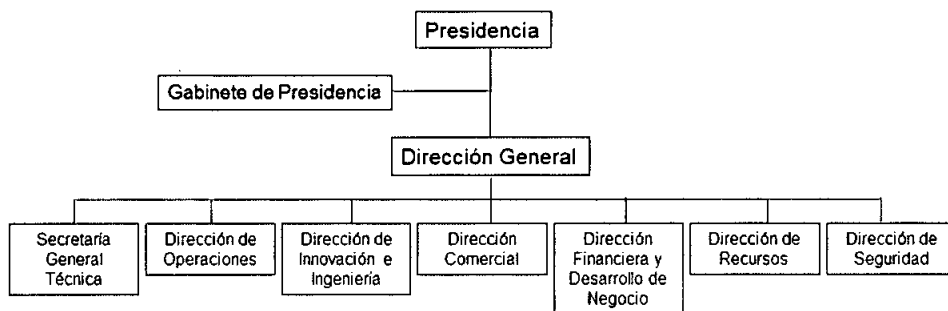 Presidencia
Gabinete de Presidencia
Dirección General
Secretaría
General
Técnica
Dirección de
Operaciones
Dirección de
Innovación e
Ingeniería
Dirección
Comercial
Dirección
Financiera y
Desarrollo de
Negocio
Dirección de
Recursos
Dirección de
Seguridad